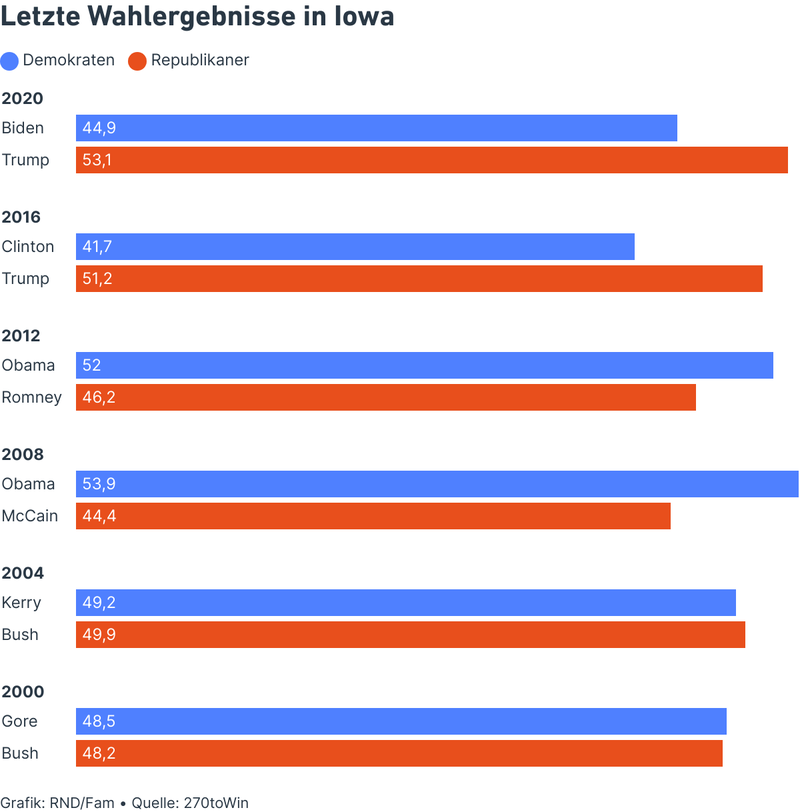 Letzte Wahlergebnisse in Iowa
Demokraten Republikaner
2020
Biden 44,9
Trump 53,1
2016
Clinton 41,7
Trump 51,2
2012
Obama 52
Romney 46,2
2008
Obama 53,9
McCain 44,4
2004
Kerry 49,2
Bush 49,9
2000
Gore 48,5
Bush 48,2
Grafik: RND/Fam • Quelle: 270toWin